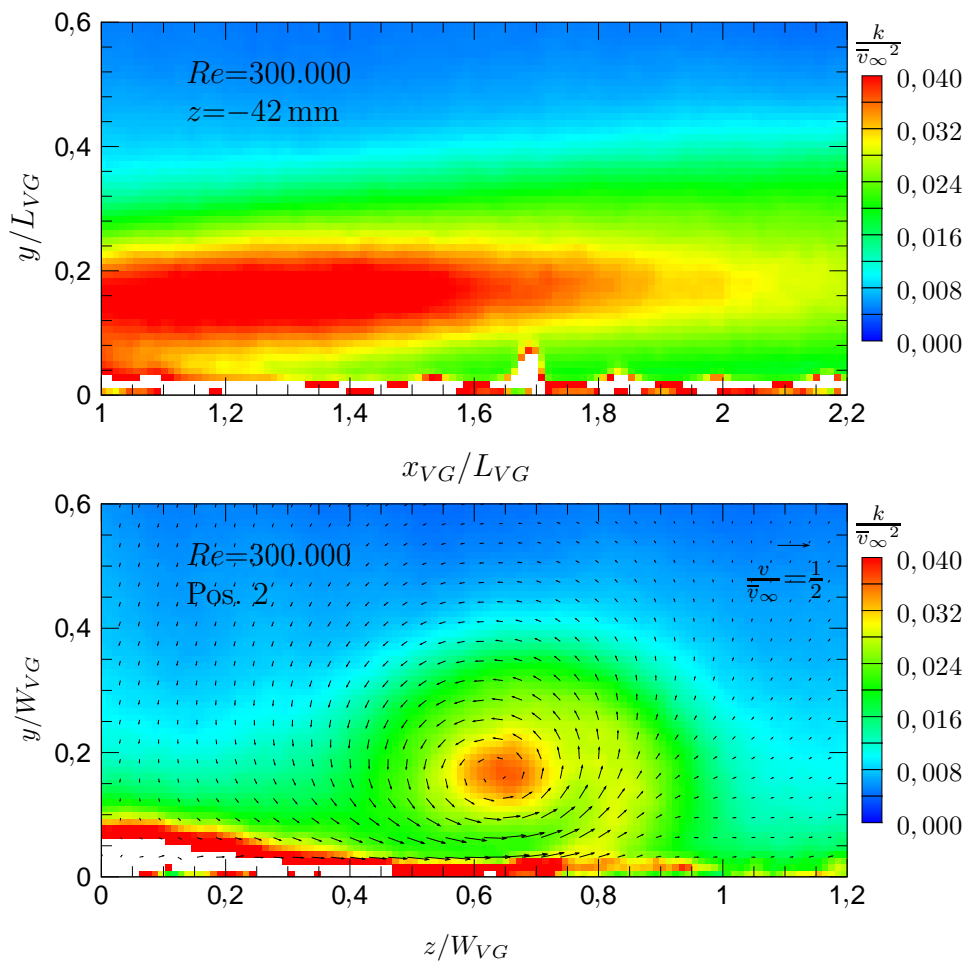 0,6
k/v̅∞²
Re=300.000
z=−42 mm
0,040
0,032
0,024
0,016
0,008
0,000
0,4
0,2
0
y/L_VG
1 1,2 1,4 1,6 1,8 2 2,2
x_VG/L_VG
0,6
k/v̅∞²
Re=300.000
Pos. 2
v/v̅∞=1/2
0,040
0,032
0,024
0,016
0,008
0,000
0,4
0,2
0
y/W_VG
0 0,2 0,4 0,6 0,8 1 1,2
z/W_VG